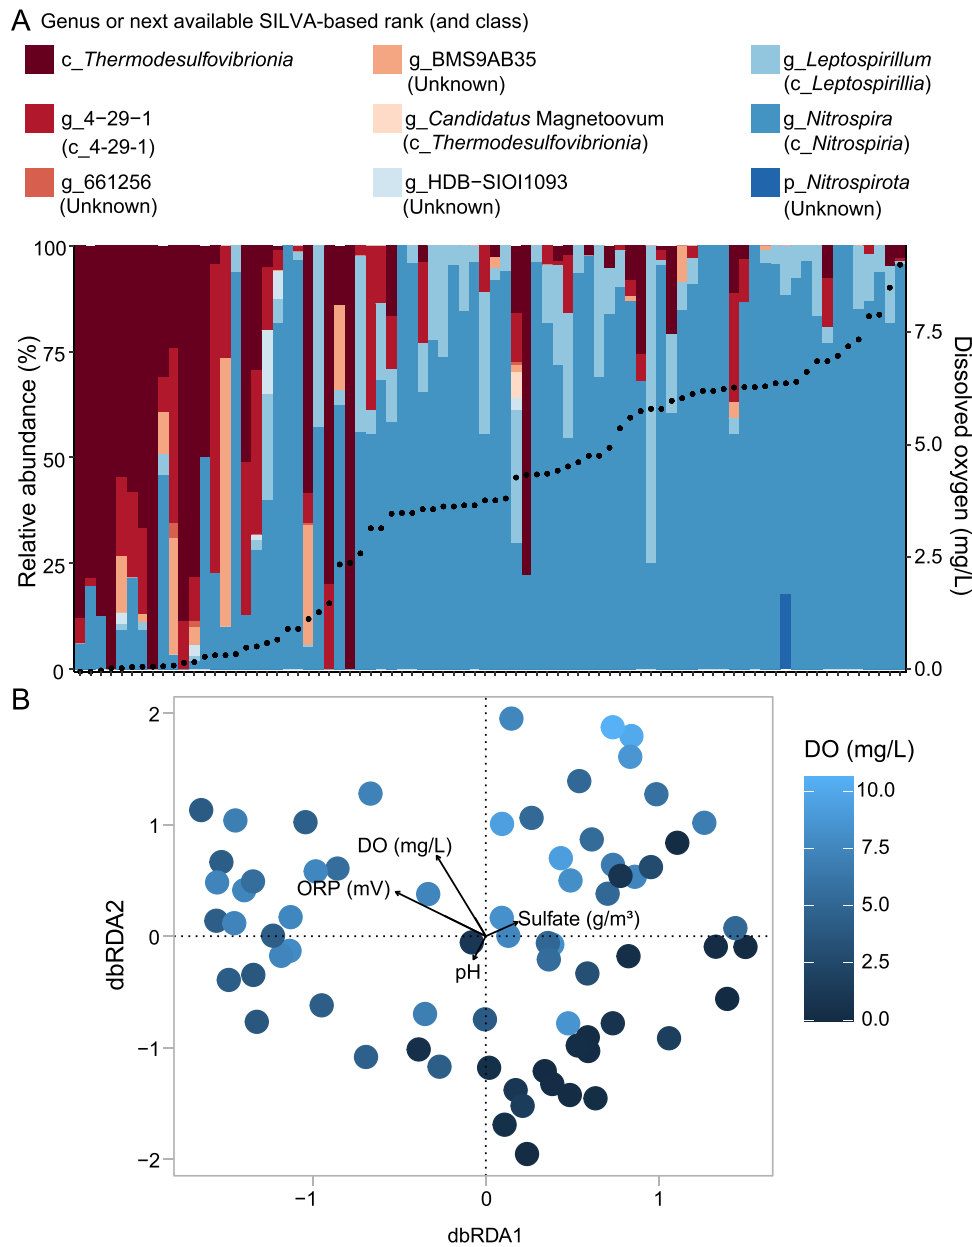 A Genus or next available SILVA-based rank (and class)
c_Thermodesulfovibrionia
g_BMS9AB35
(Unknown)
g_Leptospirillum
(c_Leptospirillia)
g_4−29−1
(c_4-29-1)
g_Candidatus Magnetoovum
(c_Thermodesulfovibrionia)
g_Nitrospira
(c_Nitrospiria)
g_661256
(Unknown)
g_HDB−SIOI1093
(Unknown)
p_Nitrospirota
(Unknown)
Relative abundance (%)
100
75
50
25
0
Dissolved oxygen (mg/L)
7.5
5.0
2.5
0.0
B
dbRDA2
2
1
0
−1
−2
DO (mg/L)
ORP (mV)
Sulfate (g/m³)
pH
−1
0
1
dbRDA1
DO (mg/L)
10.0
7.5
5.0
2.5
0.0